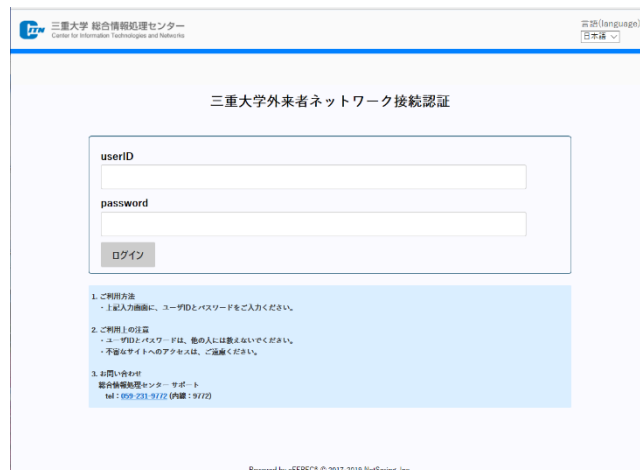 三重大学 総合情報処理センター
Center for Information Technologies and Networks
言語(language)
日本語
三重大学外来者ネットワーク接続認証
userID
password
ログイン
1. ご利用方法
・上記入力画面に、ユーザIDとパスワードをご入力ください。
2. ご利用上の注意
・ユーザIDとパスワードは、他の人には教えないでください。
・不審なサイトへのアクセスは、ご遠慮ください。
3. お問い合わせ
総合情報処理センター サポート
tel：059-231-9772 (内線：9772)
Powered by 2017-2018 NetSpring, Inc.